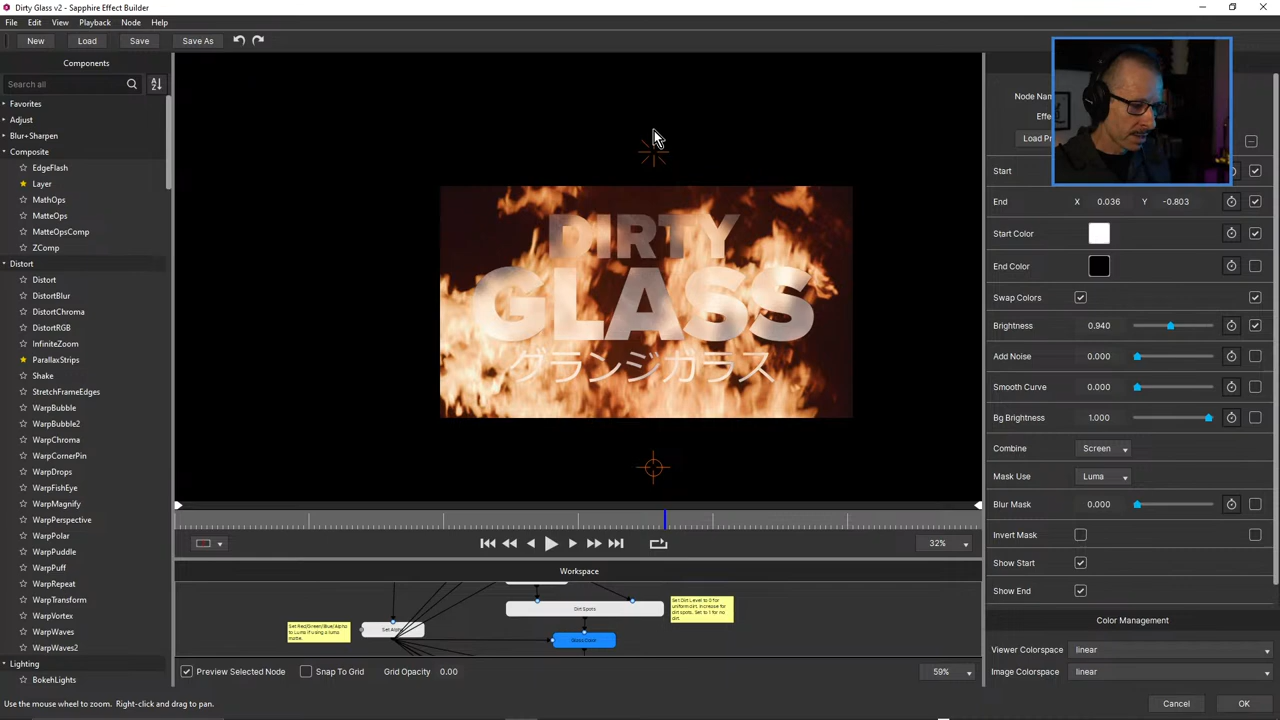 Dirty Glass v2 - Sapphire Effect Builder
File Edit View Playback Node Help
New Load Save Save As
Components
Search all
Favorites
Adjust
Blur+Sharpen
Composite
EdgeFlash
Layer
MathOps
MatteOps
MatteOpsComp
ZComp
Distort
Distort
DistortBlur
DistortChroma
DistortRGB
InfiniteZoom
ParallaxStrips
Shake
StretchFrameEdges
WarpBubble
WarpBubble2
WarpChroma
WarpCornerPin
WarpDrops
WarpFishEye
WarpMagnify
WarpPerspective
WarpPolar
WarpPuddle
WarpPuff
WarpRepeat
WarpTransform
WarpVortex
WarpWaves
WarpWaves2
Lighting
BokehLights
DIRTY
GLASS
グランジガラス
32%
Workspace
Dirt Spots
Set Dirt Level to 0 for
uniform dirt. Increase for
dirt spots. Set to 1 for no
dirt.
Set Red/Green/Blue/Alpha
to Luma if using a luma
matte.
Set Alpha
Glass Color
Preview Selected Node Snap To Grid Grid Opacity 0.00 59%
Start
End X 0.036 Y -0.803
Start Color
End Color
Swap Colors
Brightness 0.940
Add Noise 0.000
Smooth Curve 0.000
Bg Brightness 1.000
Combine Screen
Mask Use Luma
Blur Mask 0.000
Invert Mask
Show Start
Show End
Color Management
Viewer Colorspace linear
Image Colorspace linear
Use the mouse wheel to zoom. Right-click and drag to pan.
Cancel OK